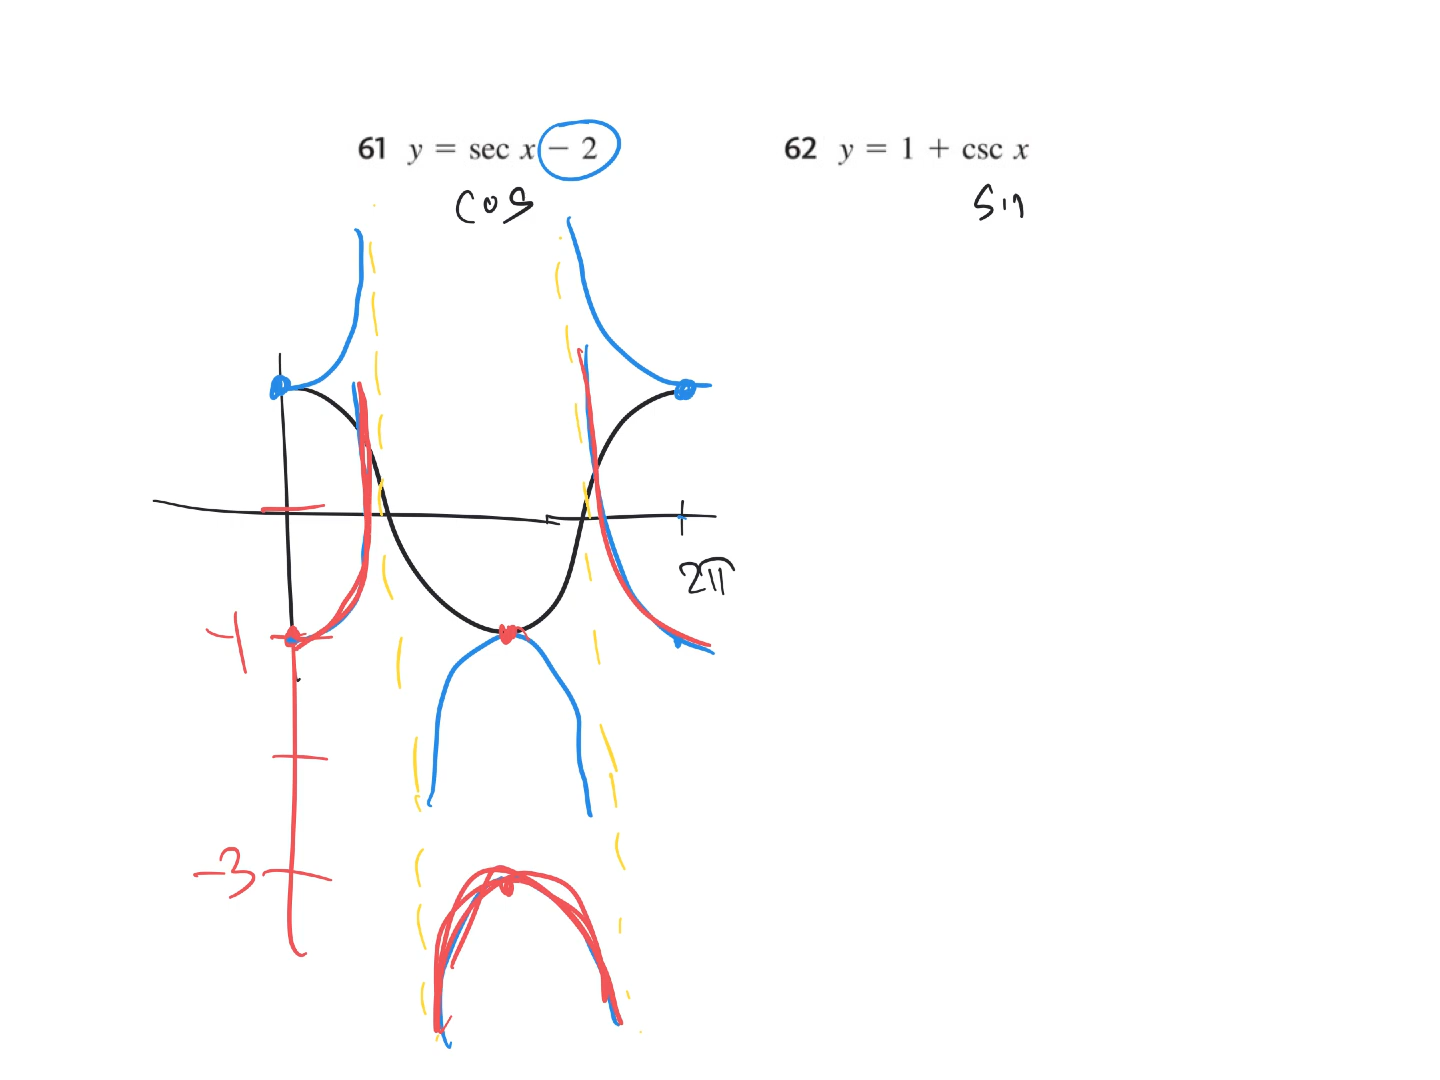 61 y = sec x − 2
cos
62 y = 1 + csc x
sin
2π
-1
-3